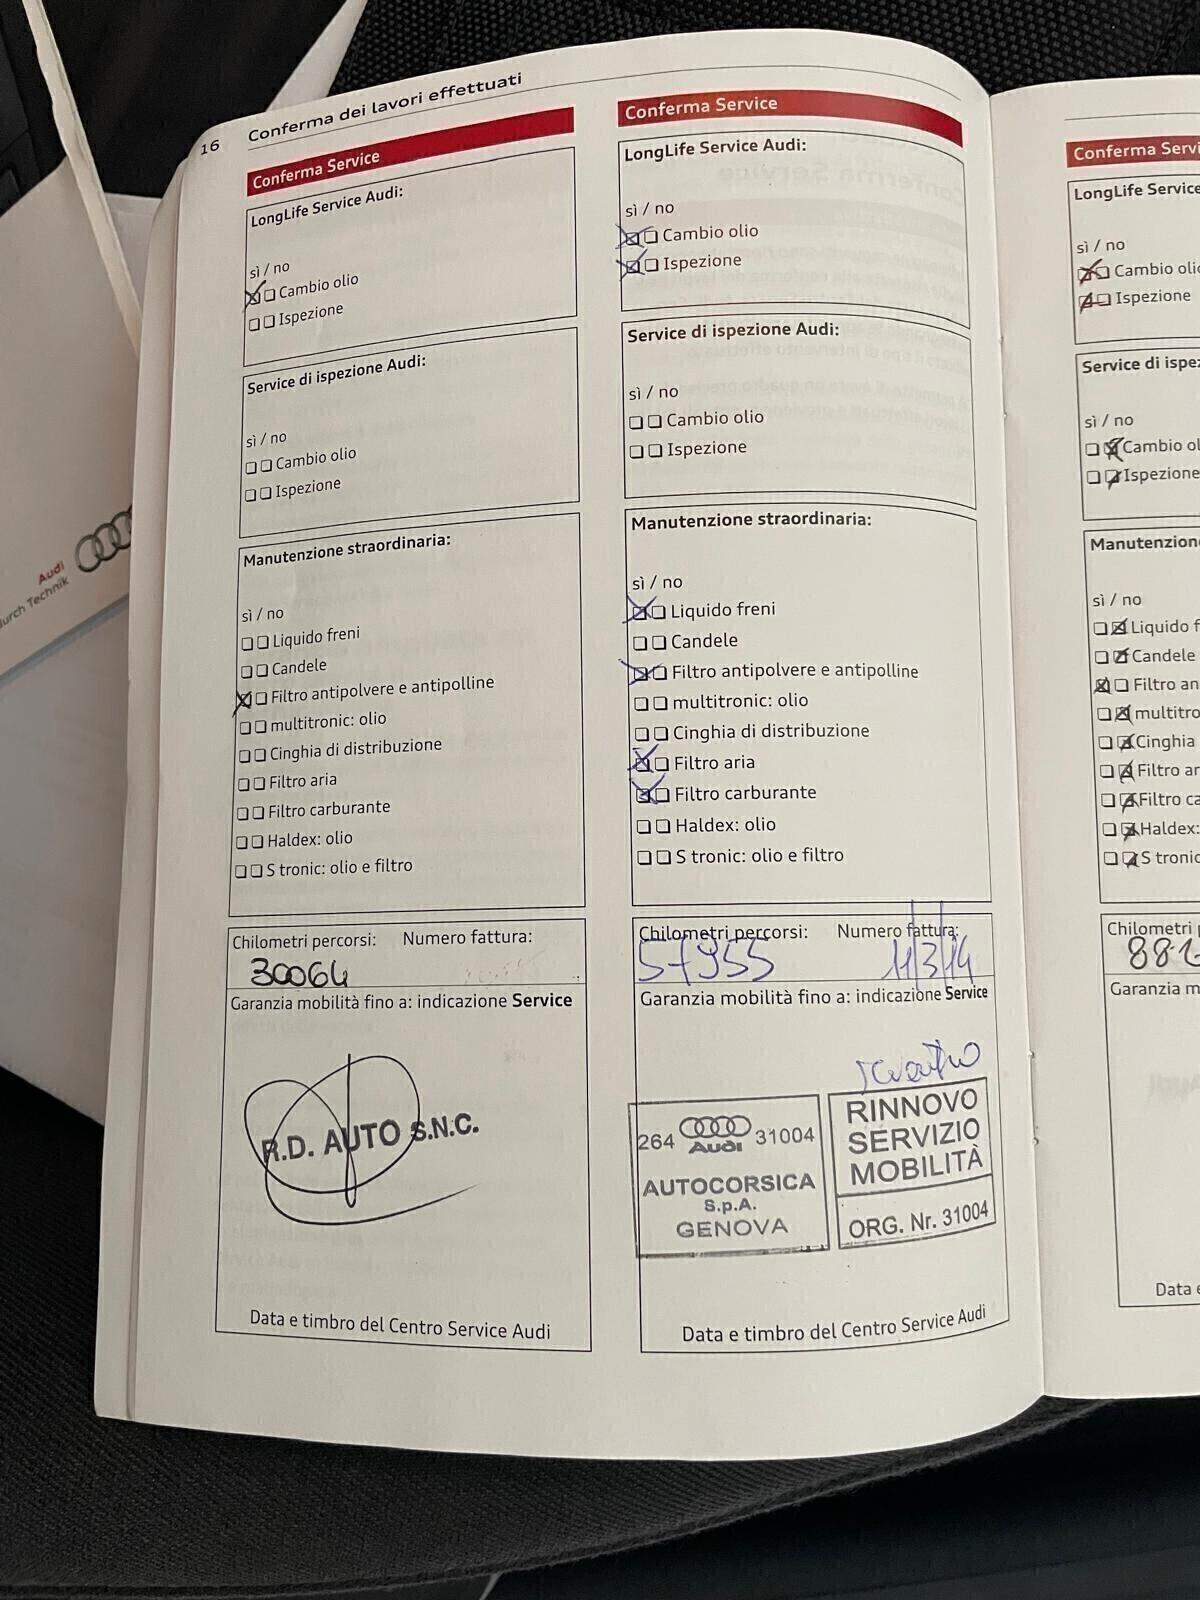 16 Conferma dei lavori effettuati
Conferma Service
LongLife Service Audi:
sì / no
Cambio olio
Ispezione
Service di ispezione Audi:
sì / no
Cambio olio
Ispezione
Manutenzione straordinaria:
sì / no
Liquido freni
Candele
Filtro antipolvere e antipolline
multitronic: olio
Cinghia di distribuzione
Filtro aria
Filtro carburante
Haldex: olio
S tronic: olio e filtro
Chilometri percorsi: Numero fattura:
30064
Garanzia mobilità fino a: indicazione Service
R.D. AUTO S.N.C.
Data e timbro del Centro Service Audi
Conferma Service
LongLife Service Audi:
sì / no
Cambio olio
Ispezione
Service di ispezione Audi:
sì / no
Cambio olio
Ispezione
Manutenzione straordinaria:
sì / no
Liquido freni
Candele
Filtro antipolvere e antipolline
multitronic: olio
Cinghia di distribuzione
Filtro aria
Filtro carburante
Haldex: olio
S tronic: olio e filtro
Chilometri percorsi: Numero fattura:
57955 11/3/14
Garanzia mobilità fino a: indicazione Service
264 Audi 31004
AUTOCORSICA
S.p.A.
GENOVA
RINNOVO
SERVIZIO
MOBILITÀ
ORG. Nr. 31004
Data e timbro del Centro Service Audi
Conferma Servi
LongLife Service
sì / no
Cambio olio
Ispezione
Service di ispez
sì / no
Cambio ol
Ispezione
Manutenzion
sì / no
Liquido f
Candele
Filtro an
multitro
Cinghia
Filtro ar
Filtro ca
Haldex:
S tronic
Chilometri p
882
Garanzia m
Data e
Audi
durch Technik